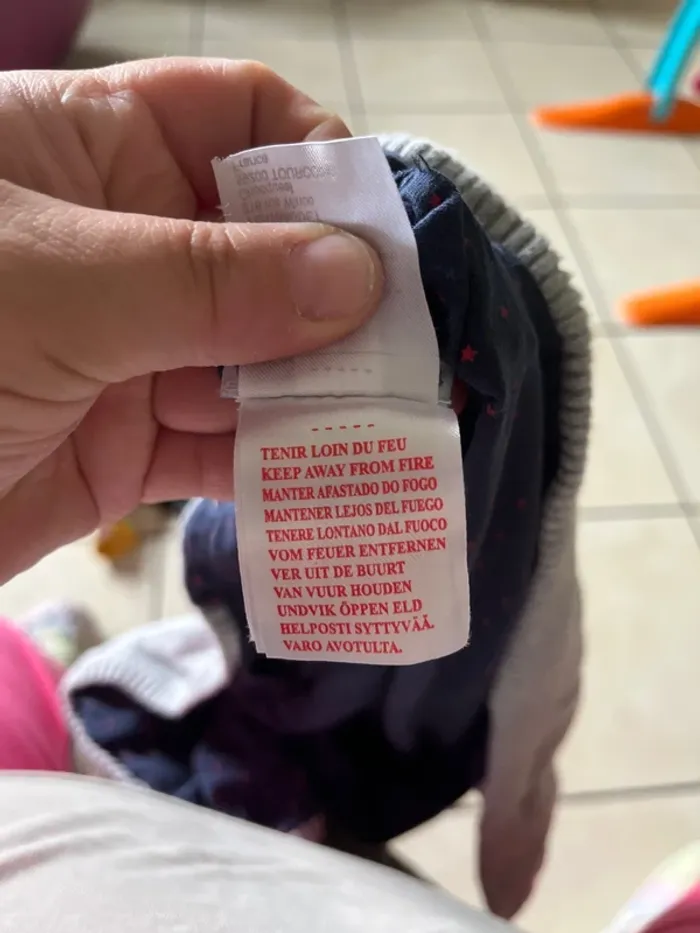 - - - - -
TENIR LOIN DU FEU
KEEP AWAY FROM FIRE
MANTER AFASTADO DO FOGO
MANTENER LEJOS DEL FUEGO
TENERE LONTANO DAL FUOCO
VOM FEUER ENTFERNEN
VER UIT DE BUURT
VAN VUUR HOUDEN
UNDVIK ÖPPEN ELD
HELPOSTI SYTTYVÄÄ.
VARO AVOTULTA.